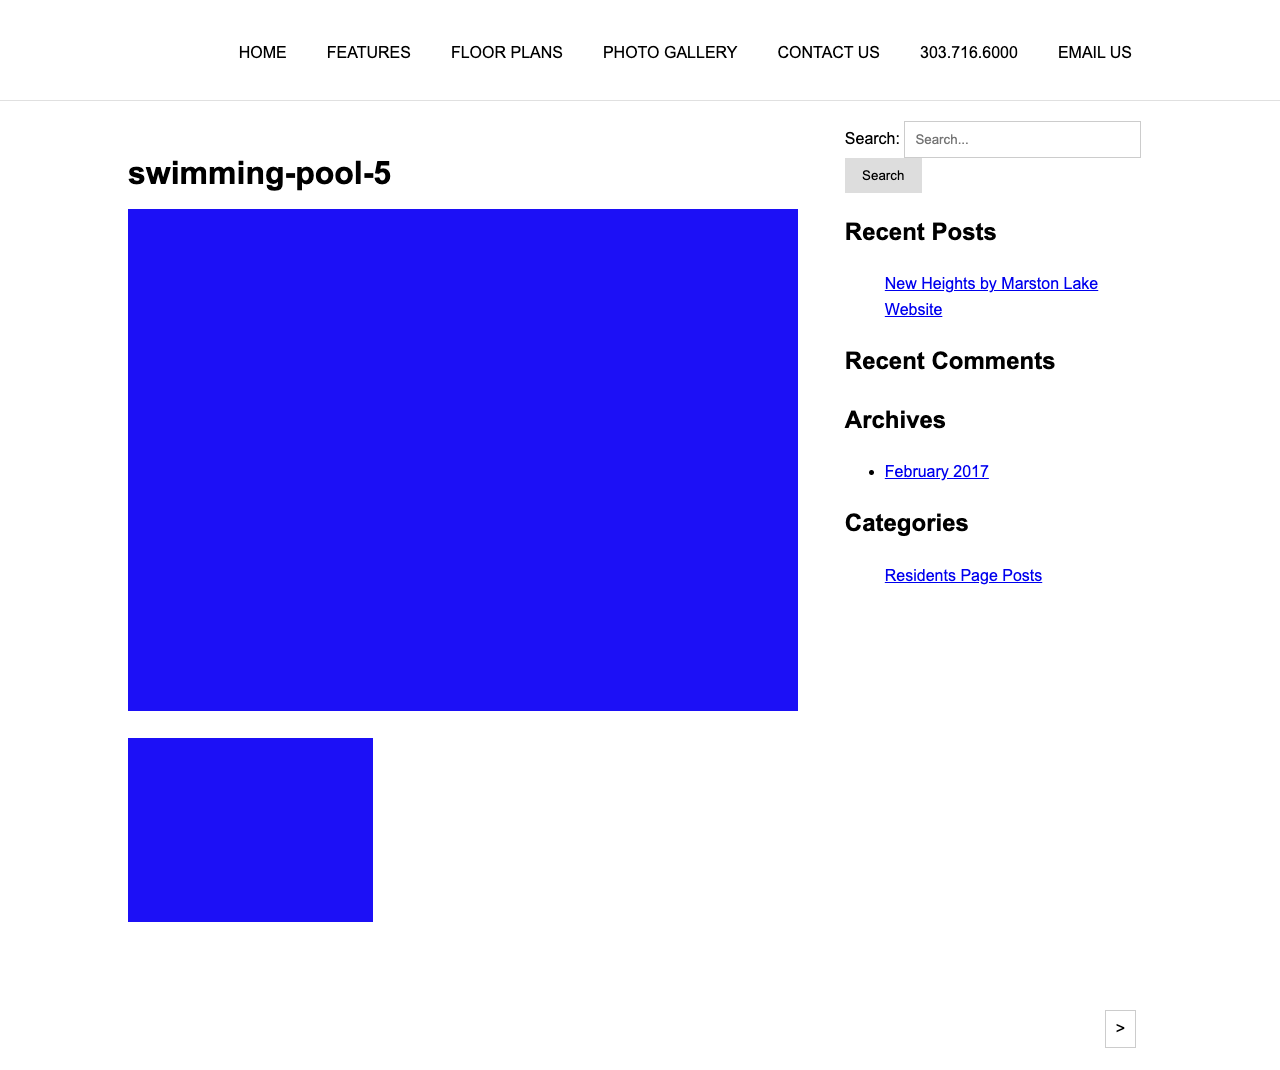 HOME FEATURES FLOOR PLANS PHOTO GALLERY CONTACT US 303.716.6000 EMAIL US
swimming-pool-5
Search: Search...
Search
Recent Posts
New Heights by Marston Lake
Website
Recent Comments
Archives
February 2017
Categories
Residents Page Posts
>